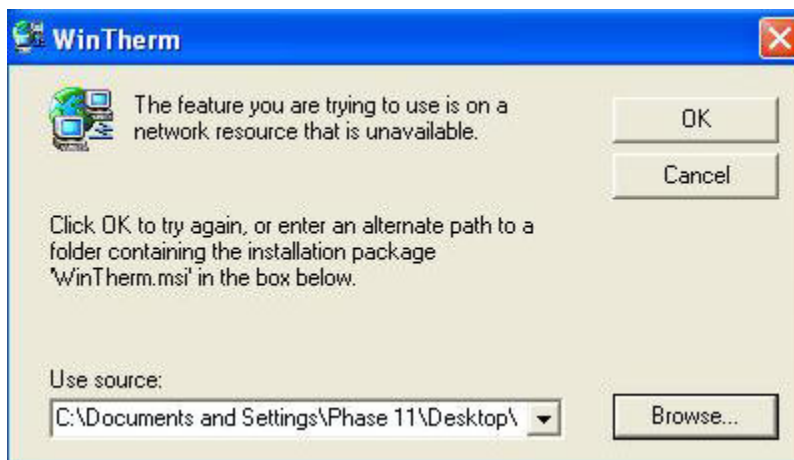 WinTherm
The feature you are trying to use is on a
network resource that is unavailable.
OK
Cancel
Click OK to try again, or enter an alternate path to a
folder containing the installation package
'WinTherm.msi' in the box below.
Use source:
C:\Documents and Settings\Phase 11\Desktop\
Browse...